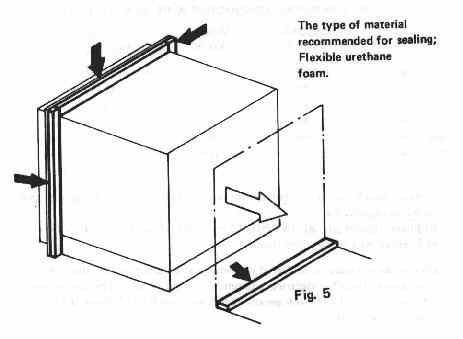 The type of material
recommended for sealing;
Flexible urethane
foam.
Fig. 5